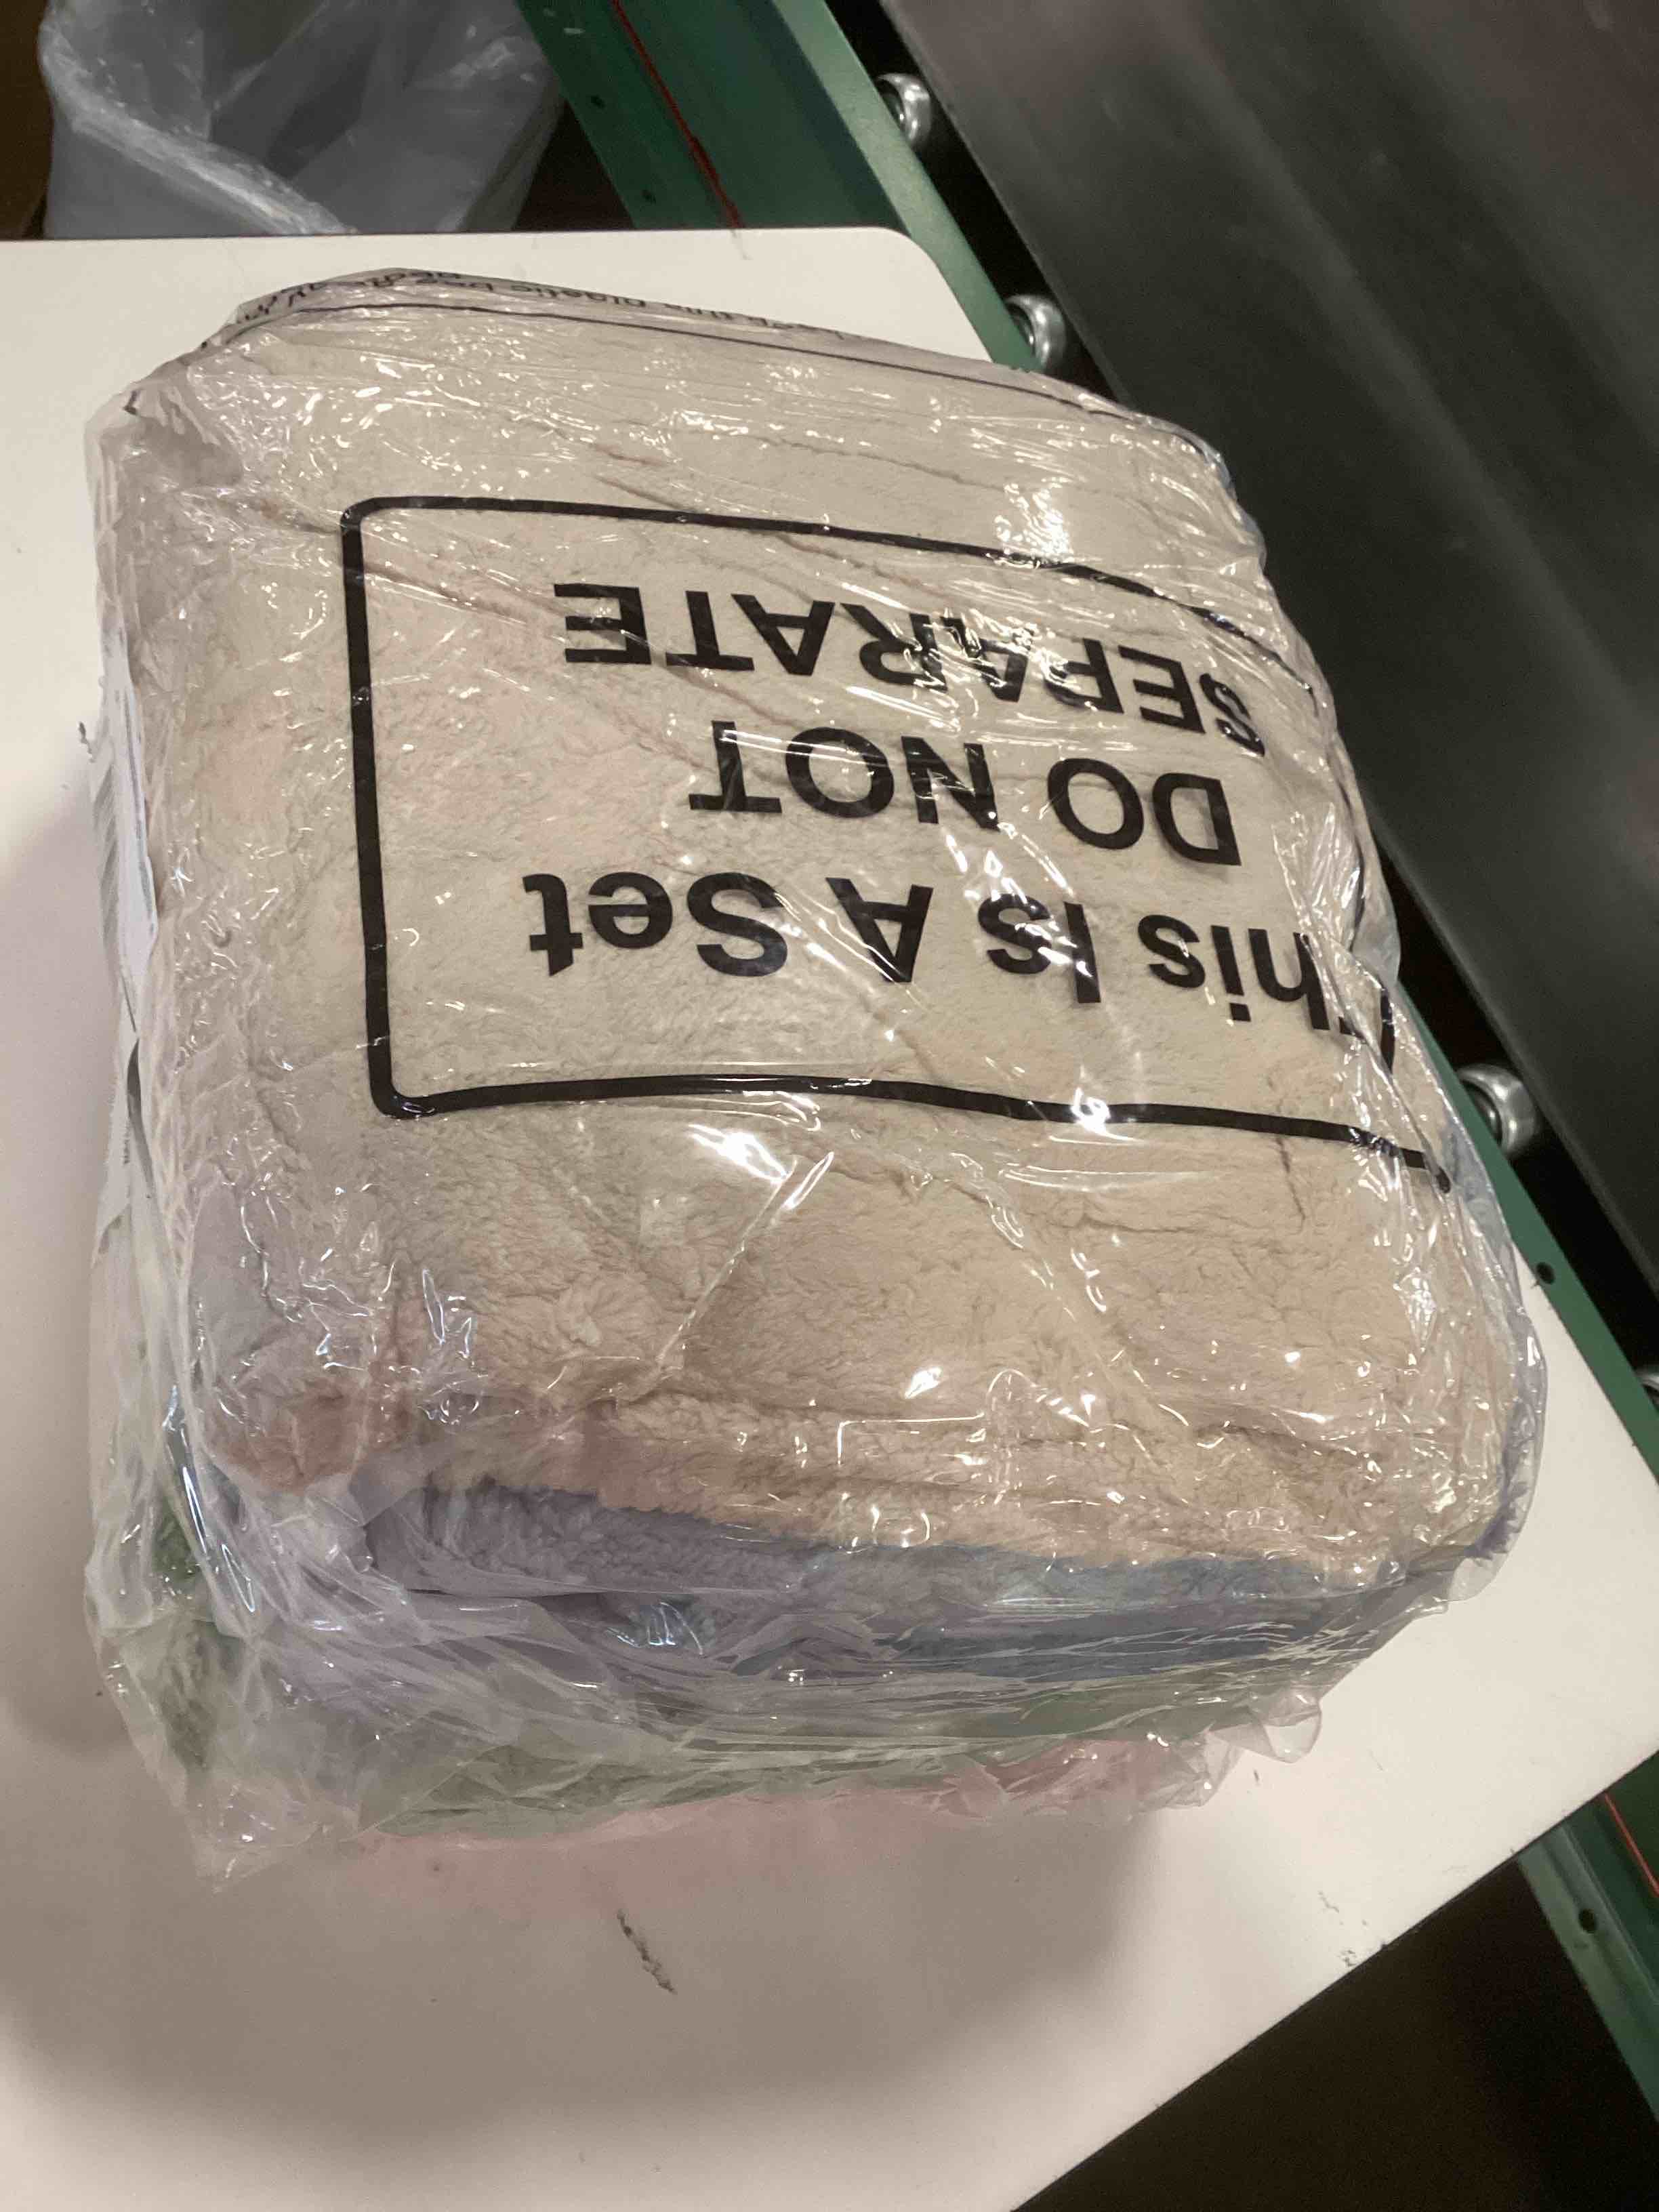 This Is A Set
DO NOT
SEPARATE